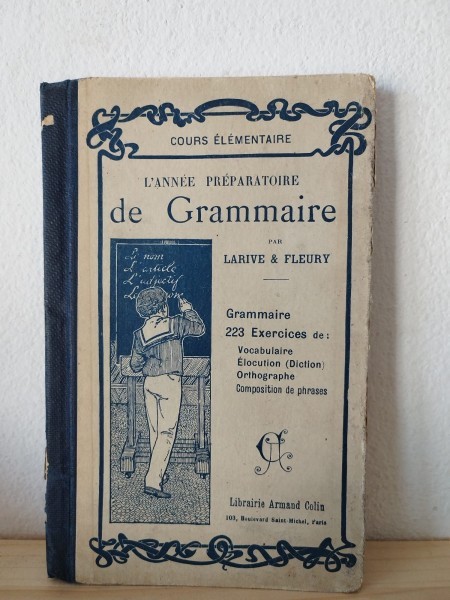 COURS ÉLÉMENTAIRE
L'ANNÉE PRÉPARATOIRE
de Grammaire
PAR
LARIVE & FLEURY
Le nom
L'article
L'adjectif
Grammaire
223 Exercices de:
Vocabulaire
Élocution (Diction)
Orthographe
Composition de phrases
Librairie Armand Colin
103, Boulevard Saint-Michel, Paris